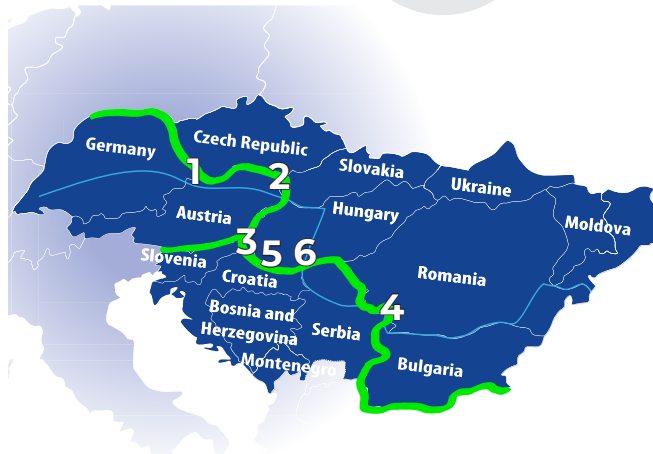 Germany
Czech Republic
1
2
Slovakia
Ukraine
Austria
Hungary
Moldova
3
5
6
Slovenia
Croatia
Romania
4
Bosnia and
Herzegovina
Serbia
Montenegro
Bulgaria